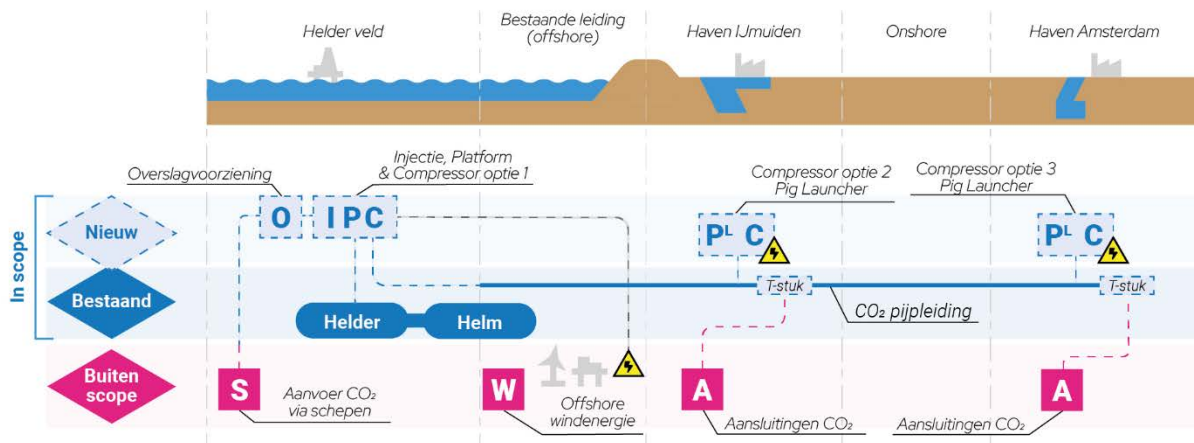 Helder veld
Bestaande leiding
(offshore)
Haven IJmuiden
Onshore
Haven Amsterdam
Overslagvoorziening
Injectie, Platform
& Compressor optie 1
Compressor optie 2
Pig Launcher
Compressor optie 3
Pig Launcher
In scope
Nieuw
O
I P C
Pᴸ C
Pᴸ C
Bestaand
T-stuk
T-stuk
CO₂ pijpleiding
Helder
Helm
Buiten
scope
S
Aanvoer CO₂
via schepen
W
Offshore
windenergie
A
Aansluitingen CO₂
Aansluitingen CO₂
A